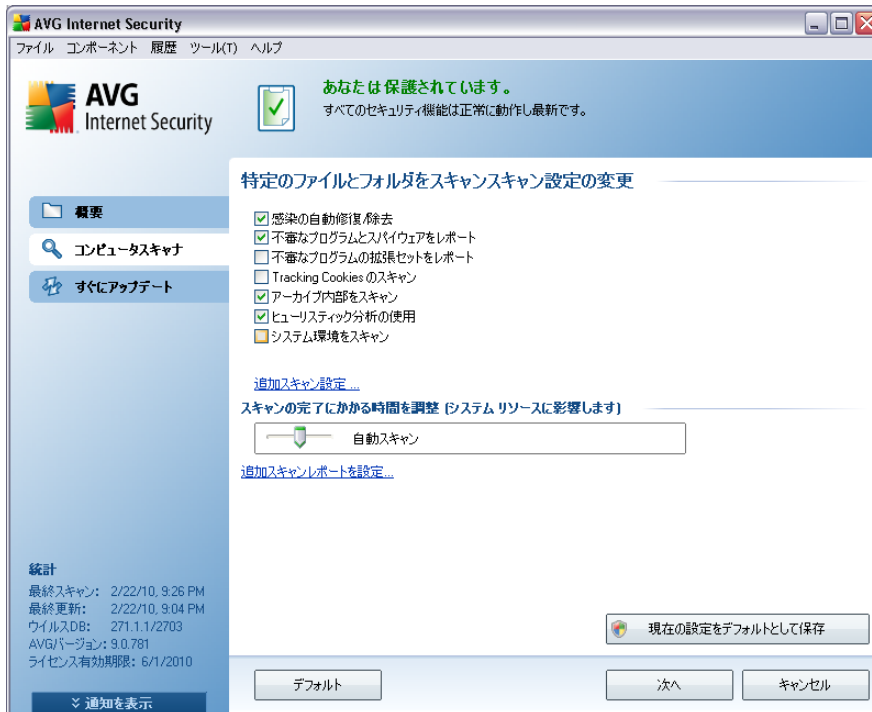 AVG Internet Security
ファイル コンポーネント 履歴 ツール(T) ヘルプ
AVG
Internet Security
あなたは保護されています。
すべてのセキュリティ機能は正常に動作し最新です。
概要
コンピュータスキャナ
すぐにアップデート
特定のファイルとフォルダをスキャンスキャン設定の変更
感染の自動修復/除去
不審なプログラムとスパイウェアをレポート
不審なプログラムの拡張セットをレポート
Tracking Cookies のスキャン
アーカイブ内部をスキャン
ヒューリスティック分析の使用
システム環境をスキャン
追加スキャン設定 ...
スキャンの完了にかかる時間を調整 (システム リソースに影響します)
自動スキャン
追加スキャンレポートを設定...
統計
最終スキャン: 2/22/10, 9:26 PM
最終更新: 2/22/10, 9:04 PM
ウイルスDB: 271.1.1/2703
AVGバージョン: 9.0.781
ライセンス有効期限: 6/1/2010
通知を表示
現在の設定をデフォルトとして保存
デフォルト
次へ
キャンセル